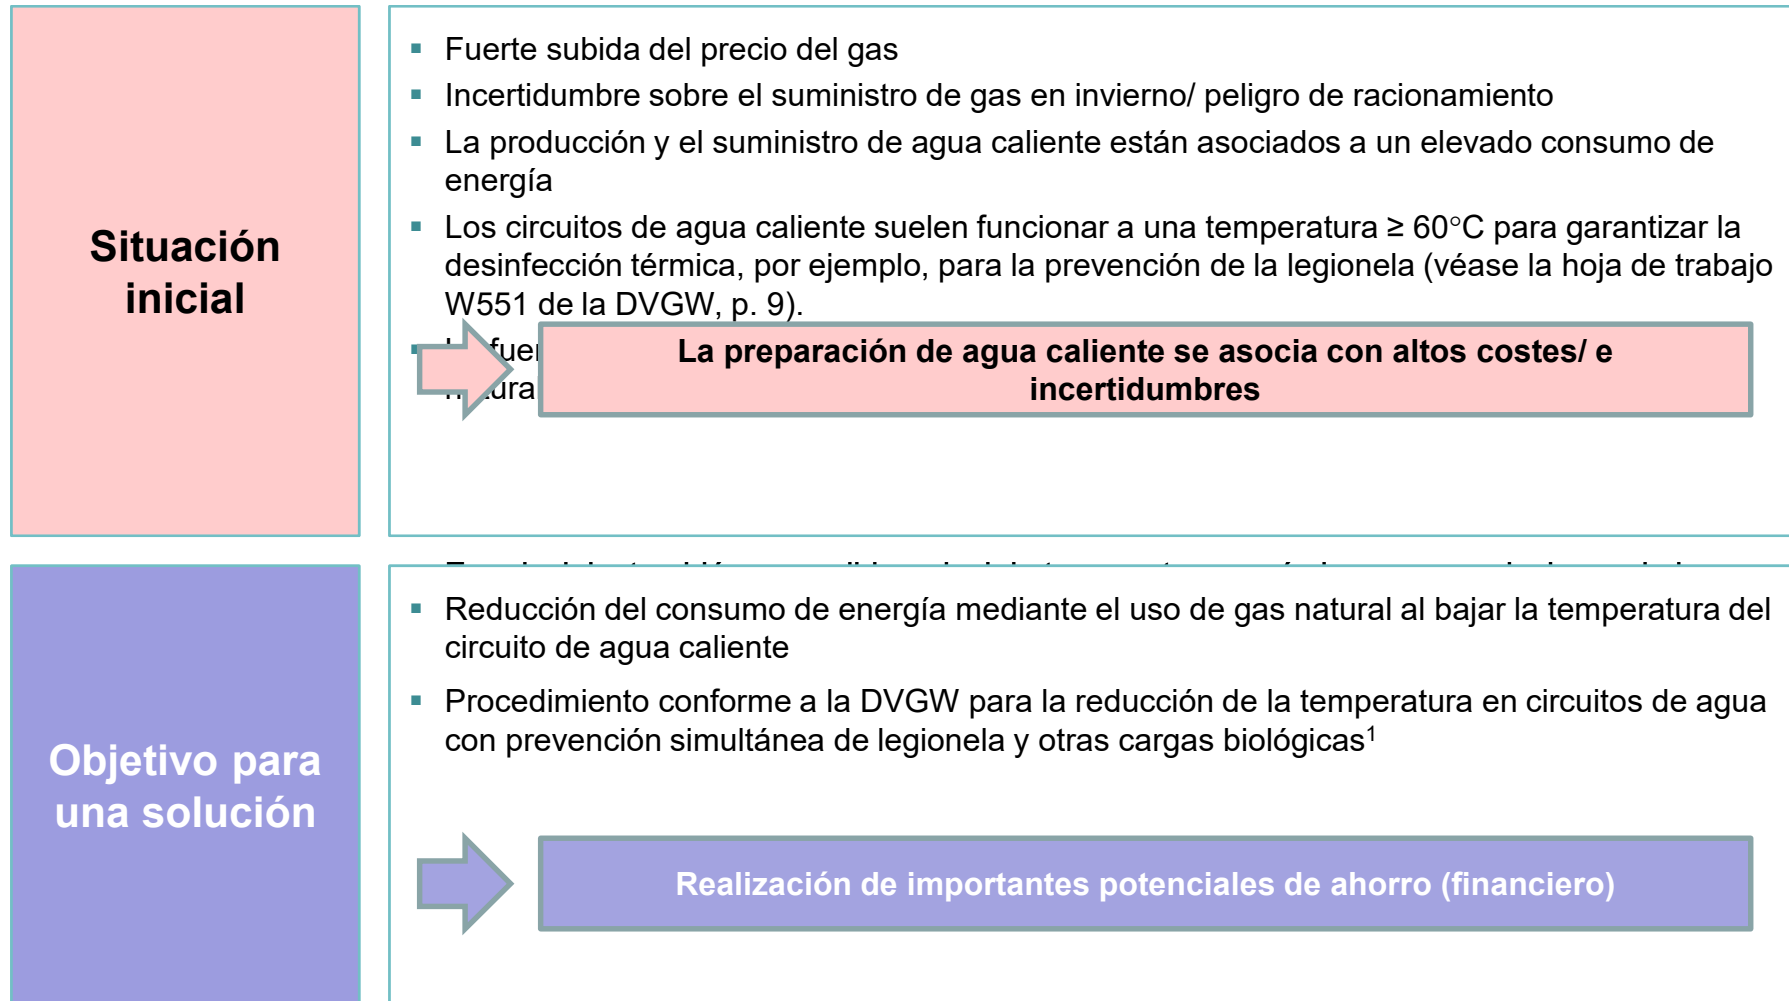 Situación
inicial
▪ Fuerte subida del precio del gas
▪ Incertidumbre sobre el suministro de gas en invierno/ peligro de racionamiento
▪ La producción y el suministro de agua caliente están asociados a un elevado consumo de
energía
▪ Los circuitos de agua caliente suelen funcionar a una temperatura ≥ 60°C para garantizar la
desinfección térmica, por ejemplo, para la prevención de la legionela (véase la hoja de trabajo
W551 de la DVGW, p. 9).
La preparación de agua caliente se asocia con altos costes/ e
incertidumbres
Objetivo para
una solución
▪ Reducción del consumo de energía mediante el uso de gas natural al bajar la temperatura del
circuito de agua caliente
▪ Procedimiento conforme a la DVGW para la reducción de la temperatura en circuitos de agua
con prevención simultánea de legionela y otras cargas biológicas¹
Realización de importantes potenciales de ahorro (financiero)